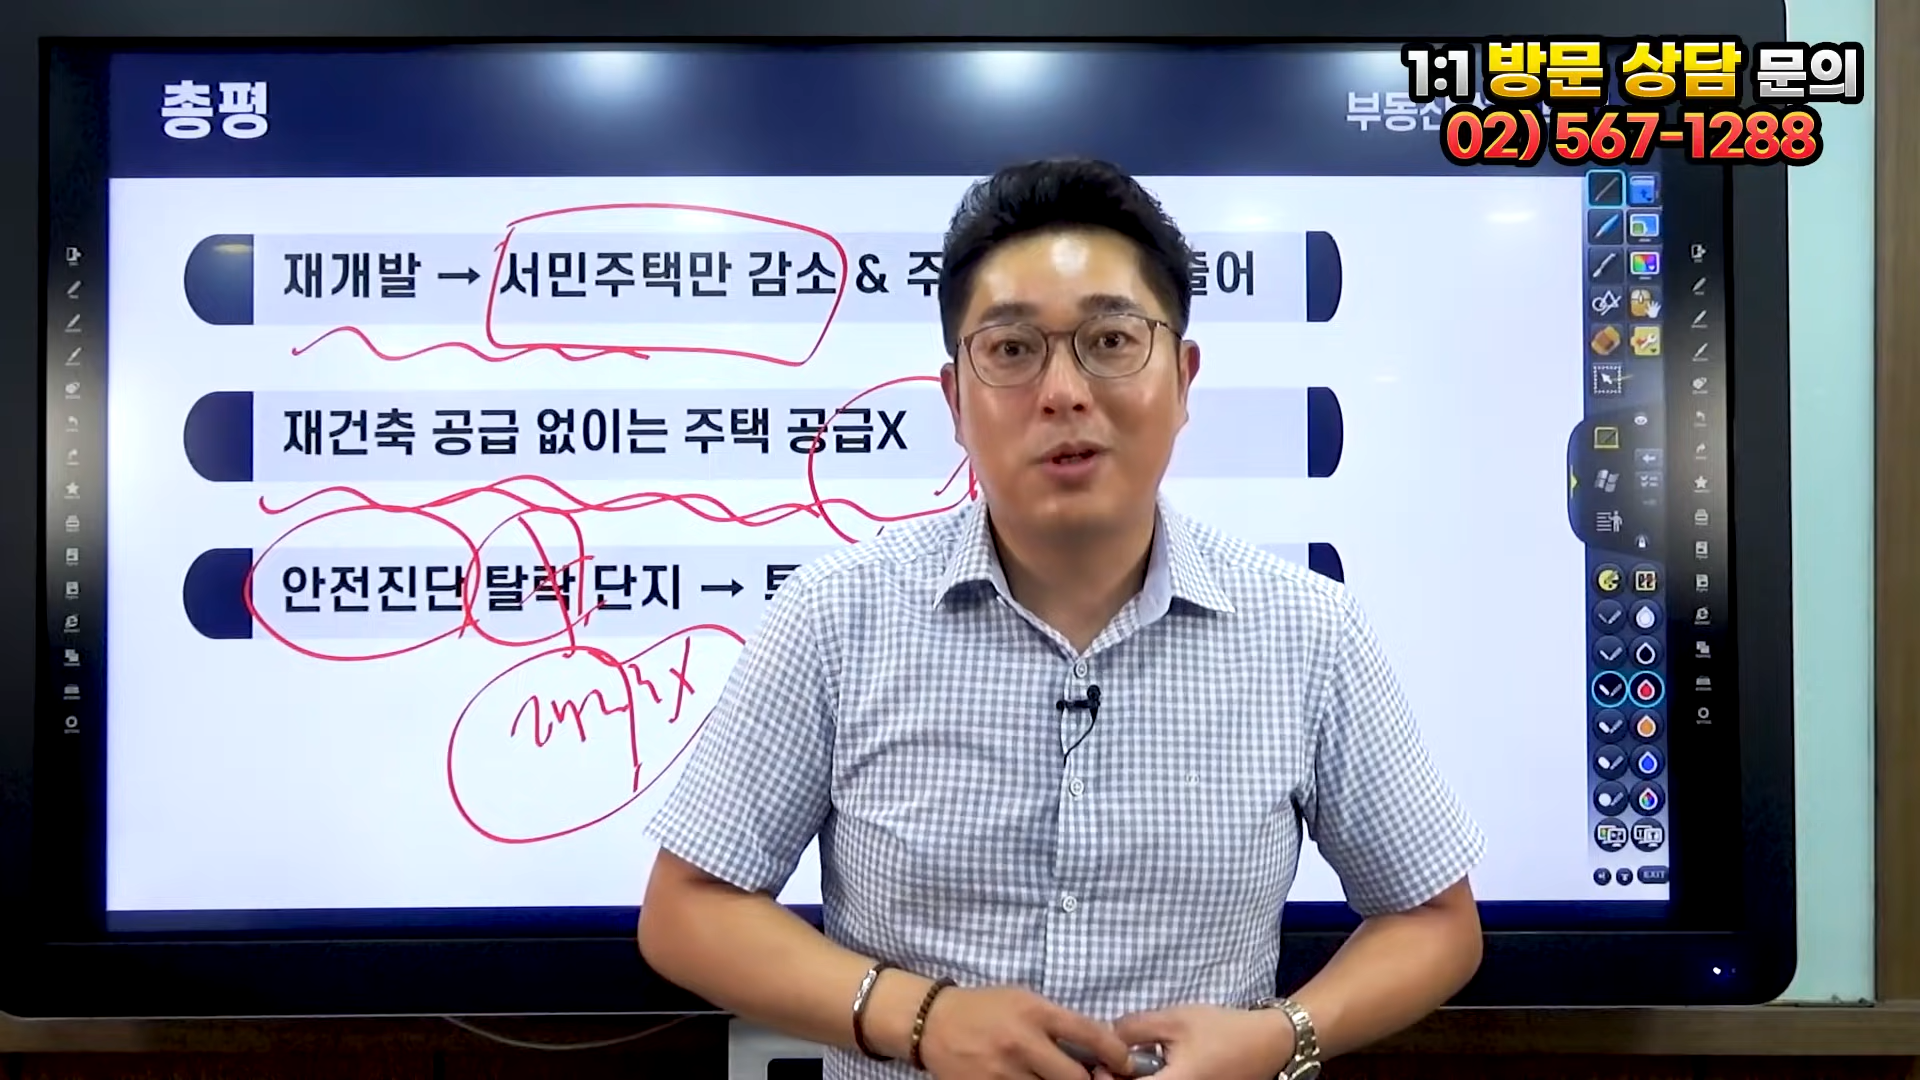 1:1 방문 상담 문의
02) 567-1288
총평
부동산
재개발 → 서민주택만 감소 & 주
들어
재건축 공급 없이는 주택 공급X
안전진단 탈락 단지 →
EXIT